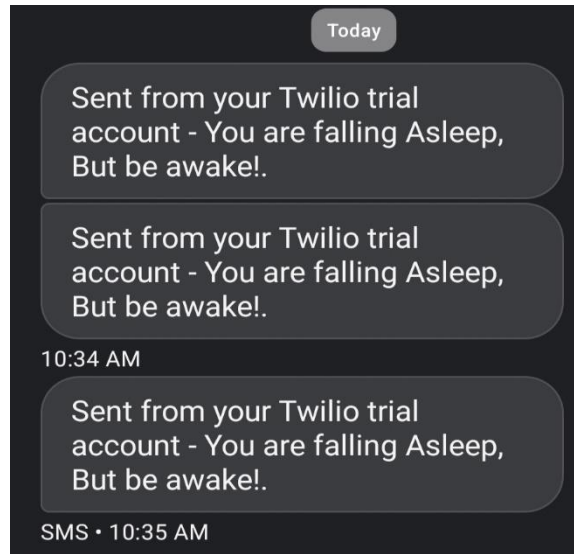 Today
Sent from your Twilio trial
account - You are falling Asleep,
But be awake!.
Sent from your Twilio trial
account - You are falling Asleep,
But be awake!.
10:34 AM
Sent from your Twilio trial
account - You are falling Asleep,
But be awake!.
SMS • 10:35 AM